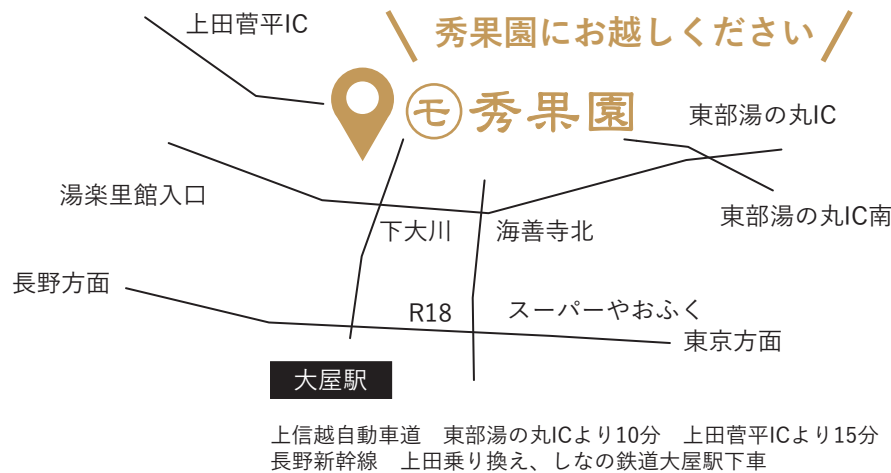 上田菅平IC
秀果園にお越しください
モ 秀果園
東部湯の丸IC
湯楽里館入口
東部湯の丸IC南
下大川
海善寺北
長野方面
R18
スーパーやおふく
東京方面
大屋駅
上信越自動車道　東部湯の丸ICより10分　上田菅平ICより15分
長野新幹線　上田乗り換え、しなの鉄道大屋駅下車